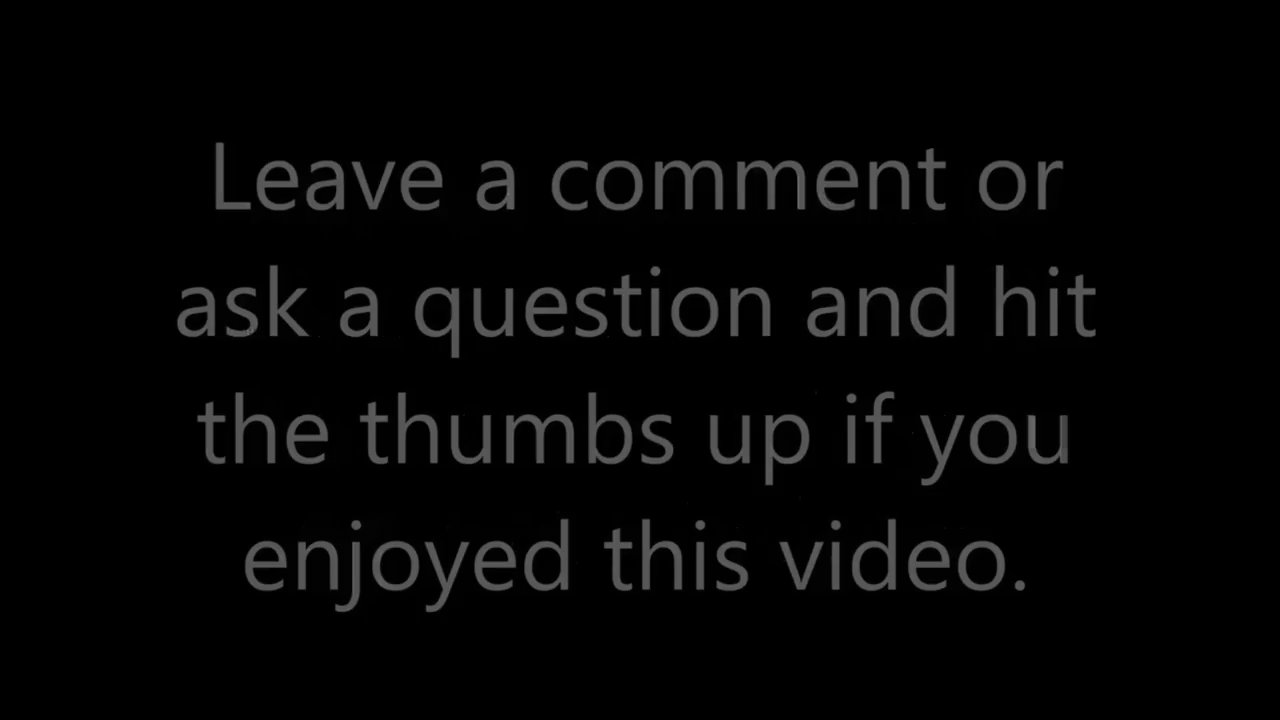 Leave a comment or
ask a question and hit
the thumbs up if you
enjoyed this video.